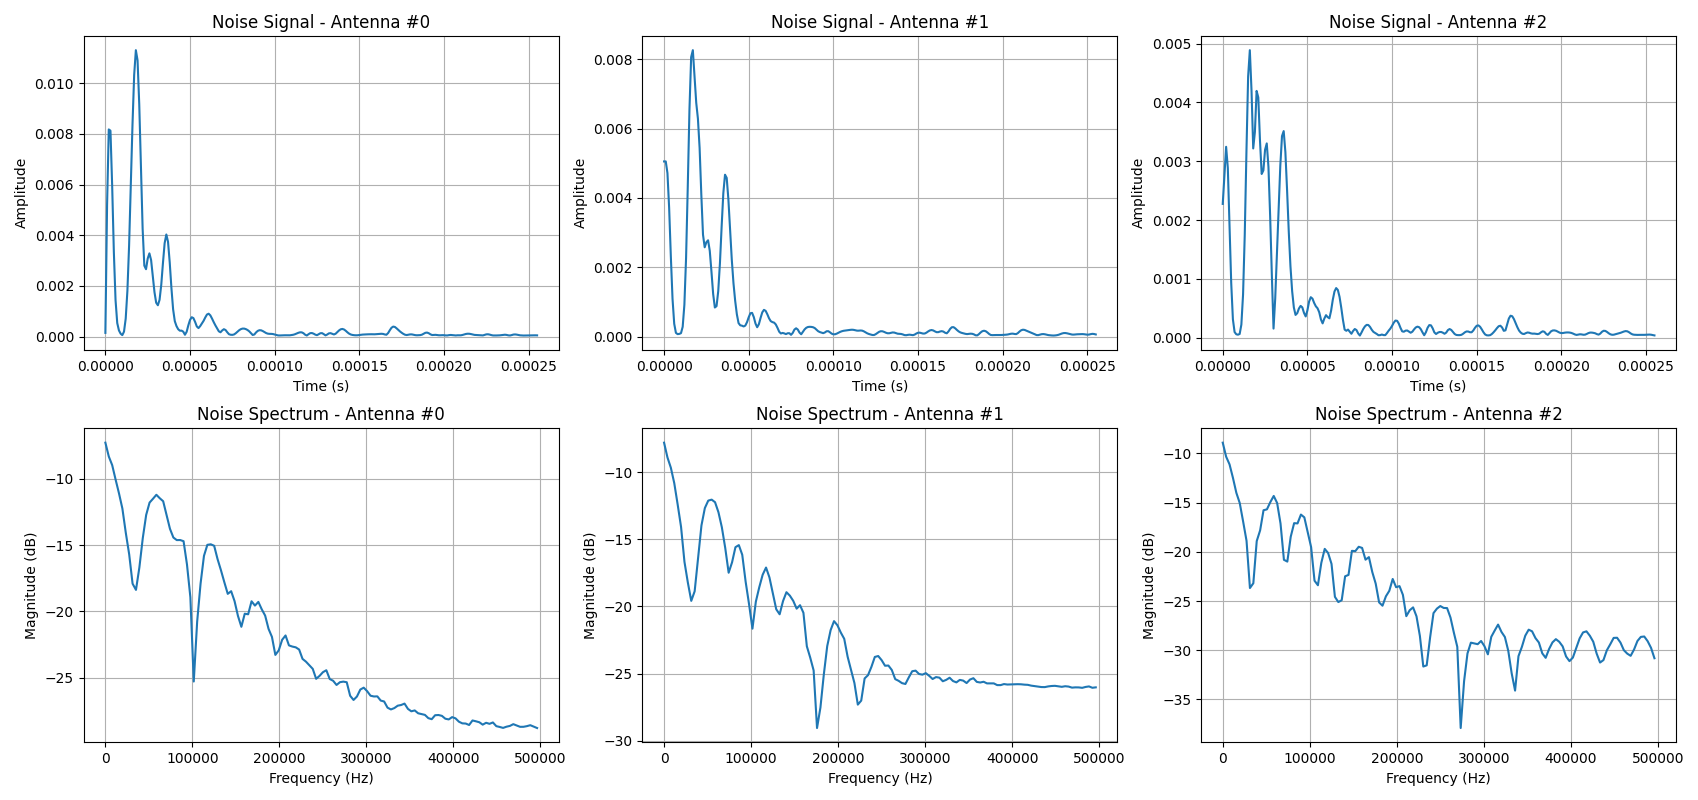 Noise Signal - Antenna #0
Noise Signal - Antenna #1
Noise Signal - Antenna #2
Amplitude
0.010
0.008
0.006
0.004
0.002
0.000
0.00000 0.00005 0.00010 0.00015 0.00020 0.00025
Time (s)
Amplitude
0.008
0.006
0.004
0.002
0.000
0.00000 0.00005 0.00010 0.00015 0.00020 0.00025
Time (s)
Amplitude
0.005
0.004
0.003
0.002
0.001
0.000
0.00000 0.00005 0.00010 0.00015 0.00020 0.00025
Time (s)
Noise Spectrum - Antenna #0
Noise Spectrum - Antenna #1
Noise Spectrum - Antenna #2
Magnitude (dB)
−10
−15
−20
−25
0 100000 200000 300000 400000 500000
Frequency (Hz)
Magnitude (dB)
−10
−15
−20
−25
−30
0 100000 200000 300000 400000 500000
Frequency (Hz)
Magnitude (dB)
−10
−15
−20
−25
−30
−35
0 100000 200000 300000 400000 500000
Frequency (Hz)